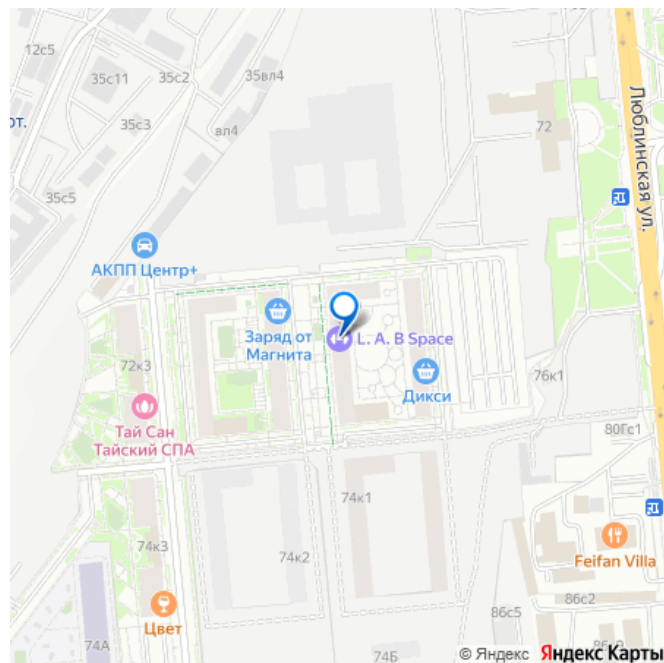 12с5
35с11
35с2
35вл4
35с3
вл4
от.
72
Люблинская ул.
35с5
АКПП Центр+
Заряд от
Магнита
L. A. B Space
72к3
Дикси
76к1
Тай Сан
Тайский СПА
80Гс1
74к1
74к3
74к2
Feifan Villa
86с2
86с5
Цвет
74А
74Б
© Яндекс Яндекс Карты